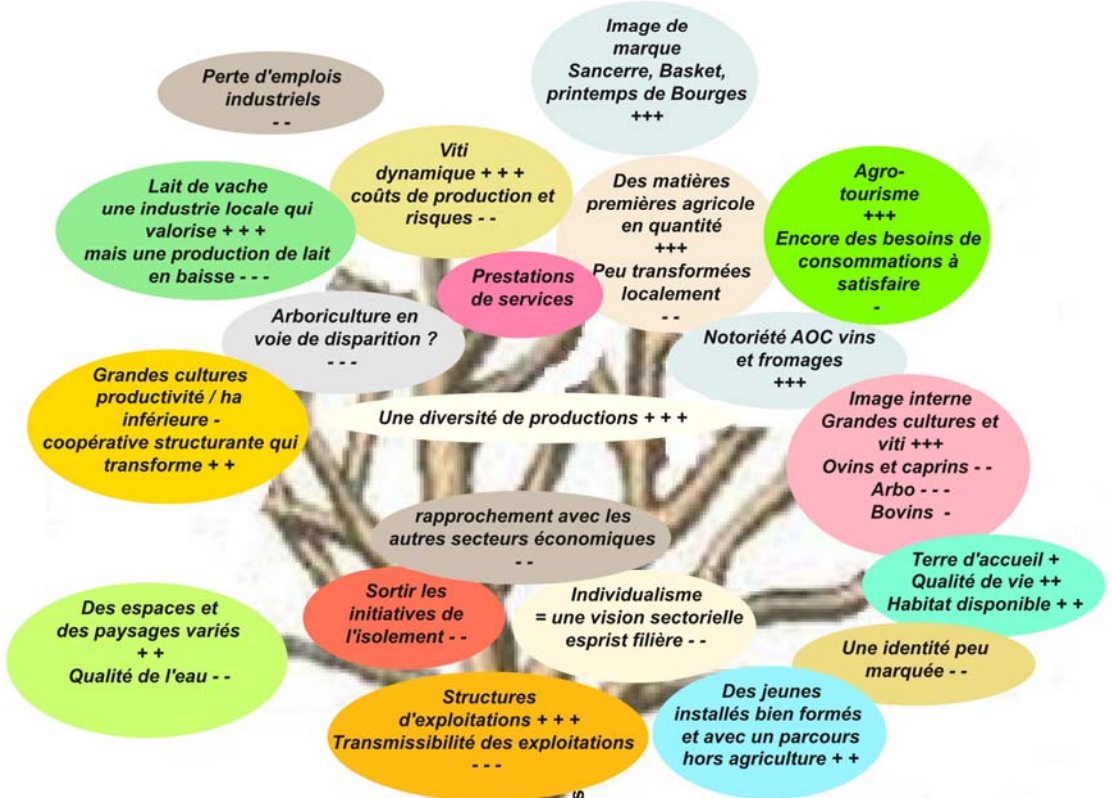 Image de
marque
Sancerre, Basket,
printemps de Bourges
+++
Perte d'emplois
industriels
- -
Viti
dynamique + + +
coûts de production et
risques - -
Lait de vache
une industrie locale qui
valorise + + +
mais une production de lait
en baisse - - -
Des matières
premières agricole
en quantité
+++
Peu transformées
localement
- -
Agro-
tourisme
+++
Encore des besoins de
consommations à
satisfaire
-
Prestations
de services
Arboriculture en
voie de disparition ?
- - -
Notoriété AOC vins
et fromages
+++
Grandes cultures
productivité / ha
inférieure -
coopérative structurante qui
transforme + +
Une diversité de productions + + +
Image interne
Grandes cultures et
viti +++
Ovins et caprins - -
Arbo - - -
Bovins -
rapprochement avec les
autres secteurs économiques
- -
Terre d'accueil +
Qualité de vie ++
Habitat disponible + +
Sortir les
initiatives de
l'isolement - -
Individualisme
= une vision sectorielle
esprist filière - -
Des espaces et
des paysages variés
+ +
Qualité de l'eau - -
Une identité peu
marquée - -
Structures
d'exploitations + + +
Transmissibilité des exploitations
- - -
Des jeunes
installés bien formés
et avec un parcours
hors agriculture + +
s